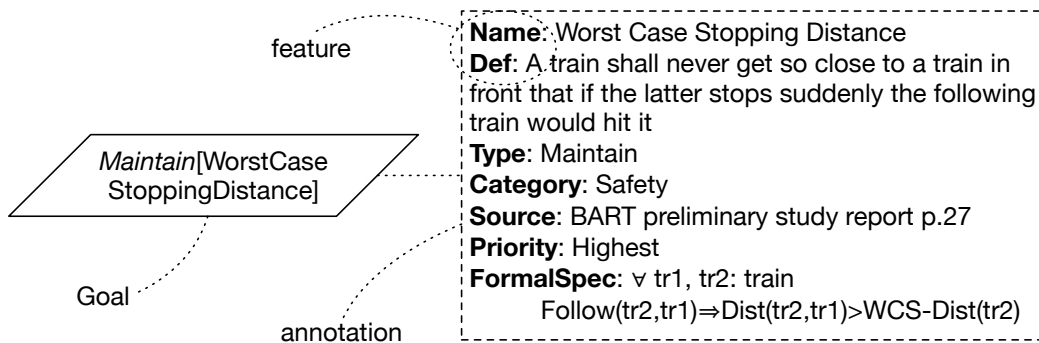 feature
Maintain[WorstCase
StoppingDistance]
Goal
annotation
Name: Worst Case Stopping Distance
Def: A train shall never get so close to a train in
front that if the latter stops suddenly the following
train would hit it
Type: Maintain
Category: Safety
Source: BART preliminary study report p.27
Priority: Highest
FormalSpec: ∀ tr1, tr2: train
Follow(tr2,tr1)⇒Dist(tr2,tr1)>WCS-Dist(tr2)